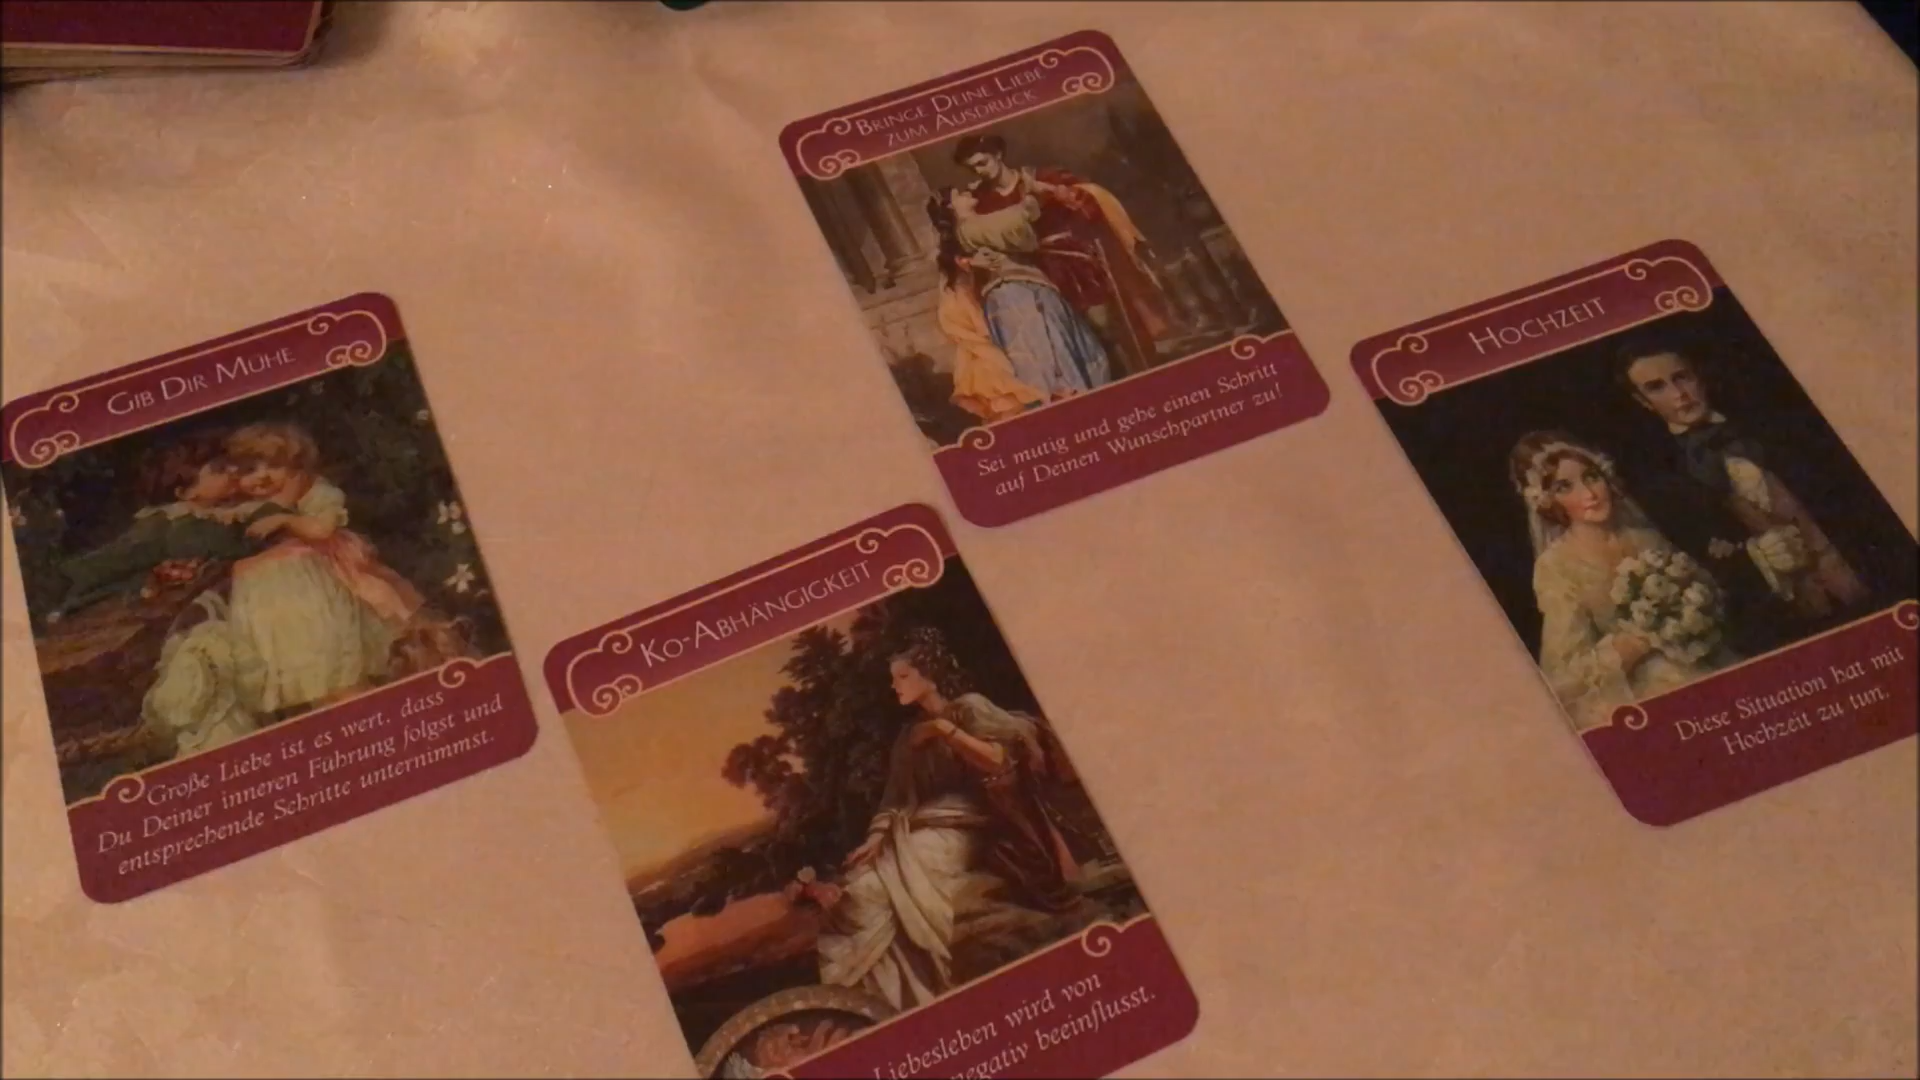 BRINGE DEINE LIEBE
ZUM AUSDRUCK
Sei mutig und gehe einen Schritt
auf Deinen Wunschpartner zu!
HOCHZEIT
Diese Situation hat mit
Hochzeit zu tun.
GIB DIR MÜHE
Große Liebe ist es wert, dass
Du Deiner inneren Führung folgst und
entsprechende Schritte unternimmst.
KO-ABHÄNGIGKEIT
Liebesleben wird von
negativ beeinflusst.